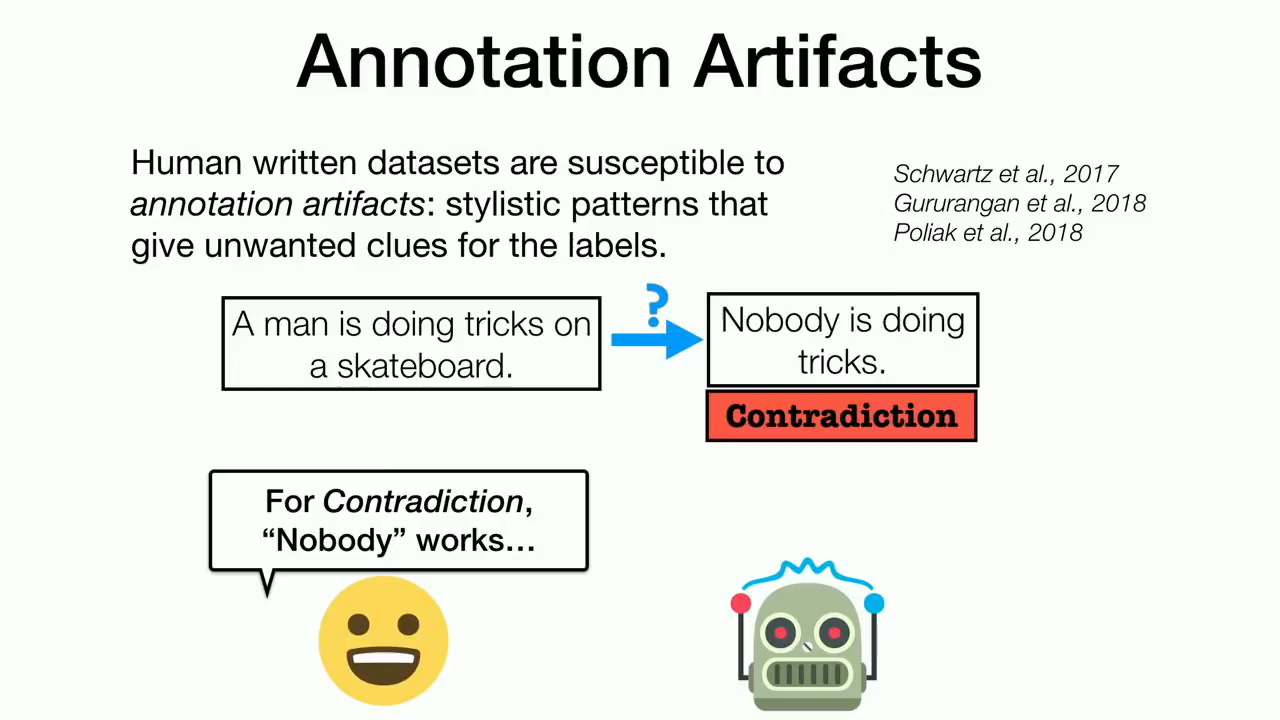 Annotation Artifacts
Human written datasets are susceptible to
annotation artifacts: stylistic patterns that
give unwanted clues for the labels.
Schwartz et al., 2017
Gururangan et al., 2018
Poliak et al., 2018
A man is doing tricks on
a skateboard.
?
Nobody is doing
tricks.
Contradiction
For Contradiction,
“Nobody” works…